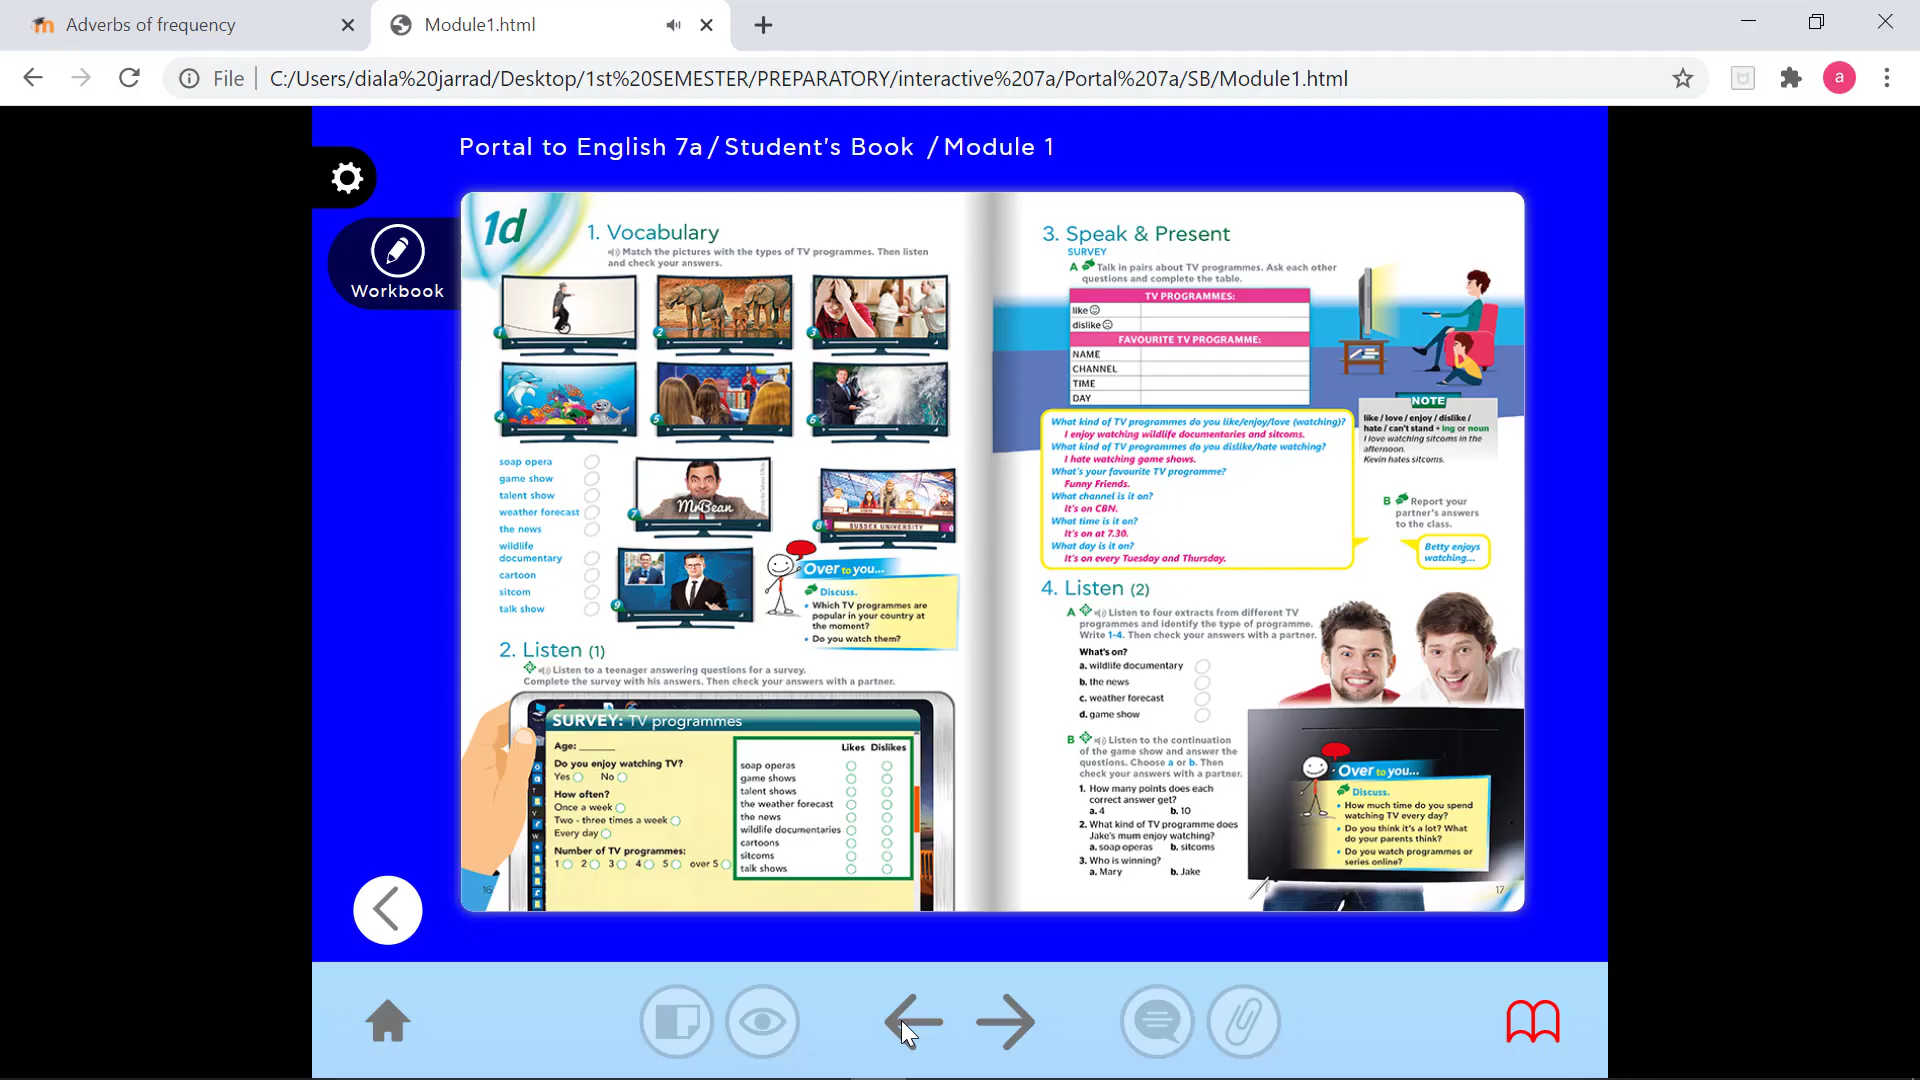 Adverbs of frequency
Module1.html
File
C:/Users/diala%20jarrad/Desktop/1st%20SEMESTER/PREPARATORY/interactive%207a/Portal%207a/SB/Module1.html
a
Portal to English 7a / Student's Book / Module 1
Workbook
1d
1. Vocabulary
Match the pictures with the types of TV programmes. Then listen
and check your answers.
1
2
3
4
5
6
soap opera
game show
talent show
weather forecast
the news
wildlife
documentary
cartoon
sitcom
talk show
MrBean
7
SUSSEX UNIVERSITY
8
9
Over to you...
Discuss.
• Which TV programmes are
popular in your country at
the moment?
• Do you watch them?
2. Listen (1)
Listen to a teenager answering questions for a survey.
Complete the survey with his answers. Then check your answers with a partner.
SURVEY: TV programmes
Age: ______
Do you enjoy watching TV?
Yes No
How often?
Once a week
Two - three times a week
Every day
Number of TV programmes:
1 2 3 4 5 over 5
Likes Dislikes
soap operas
game shows
talent shows
the weather forecast
the news
wildlife documentaries
cartoons
sitcoms
talk shows
16
3. Speak & Present
SURVEY
A Talk in pairs about TV programmes. Ask each other
questions and complete the table.
TV PROGRAMMES:
like
dislike
FAVOURITE TV PROGRAMME:
NAME
CHANNEL
TIME
DAY
What kind of TV programmes do you like/enjoy/love (watching)?
I enjoy watching wildlife documentaries and sitcoms.
What kind of TV programmes do you dislike/hate watching?
I hate watching game shows.
What's your favourite TV programme?
Funny Friends.
What channel is it on?
It's on CBN.
What time is it on?
It's on at 7.30.
What day is it on?
It's on every Tuesday and Thursday.
NOTE
like / love / enjoy / dislike /
hate / can't stand + ing or noun
I love watching sitcoms in the
afternoon.
Kevin hates sitcoms.
B Report your
partner's answers
to the class.
Betty enjoys
watching...
4. Listen (2)
A Listen to four extracts from different TV
programmes and identify the type of programme.
Write 1-4. Then check your answers with a partner.
What's on?
a. wildlife documentary
b. the news
c. weather forecast
d. game show
B Listen to the continuation
of the game show and answer the
questions. Choose a or b. Then
check your answers with a partner.
1. How many points does each
correct answer get?
a. 4 b. 10
2. What kind of TV programme does
Jake's mum enjoy watching?
a. soap operas b. sitcoms
3. Who is winning?
a. Mary b. Jake
Over to you...
Discuss.
• How much time do you spend
watching TV every day?
• Do you think it's a lot? What
do your parents think?
• Do you watch programmes or
series online?
17